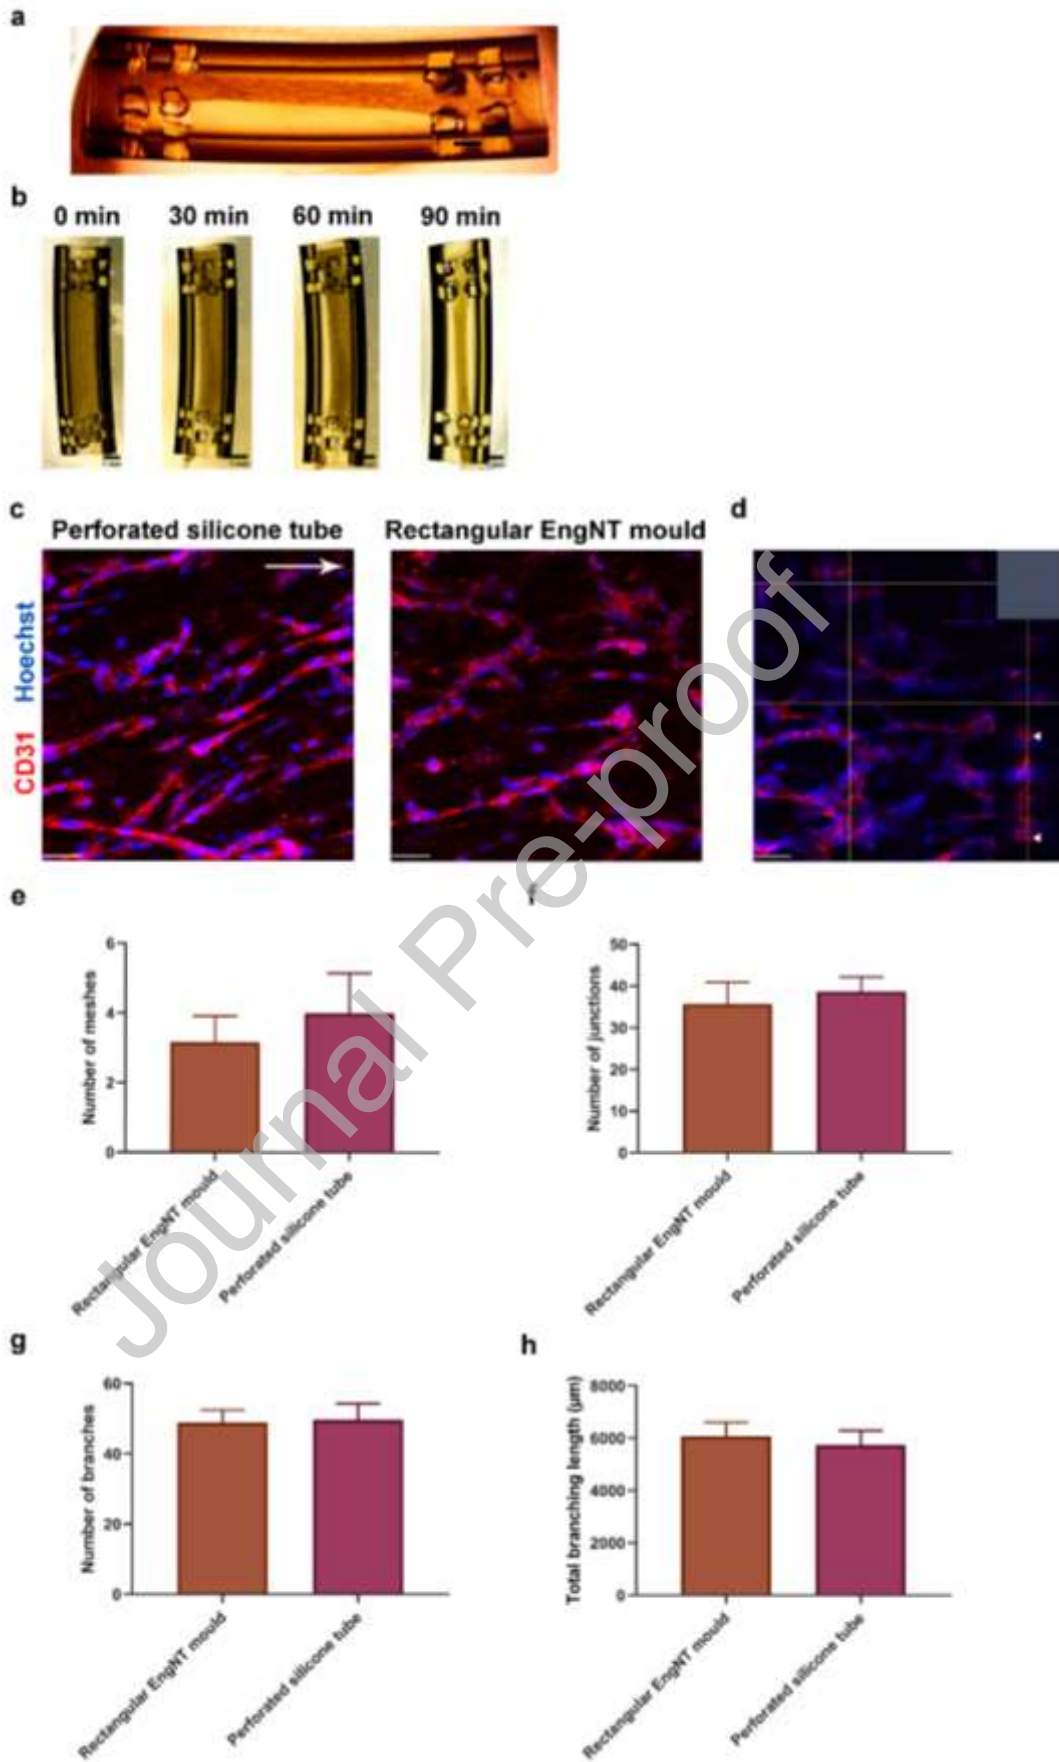 a
b
0 min 30 min 60 min 90 min
c
d
Perforated silicone tube
Rectangular EngNT mould
CD31 Hoechst
Journal Pre-proof
e
f
Number of meshes
6
4
2
0
Rectangular EngNT mould
Perforated silicone tube
Number of junctions
50
40
30
20
10
0
Rectangular EngNT mould
Perforated silicone tube
g
h
Number of branches
60
40
20
0
Rectangular EngNT mould
Perforated silicone tube
Total branching length (µm)
8000
6000
4000
2000
0
Rectangular EngNT mould
Perforated silicone tube